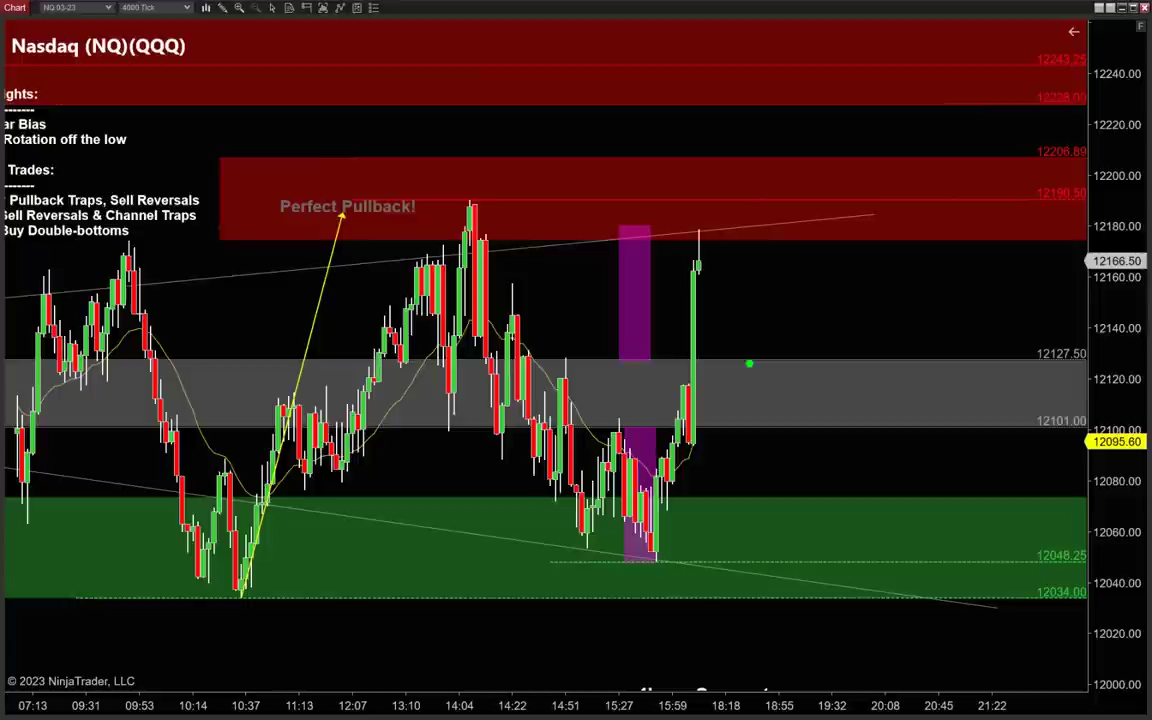 Chart NQ 03-23 4000 Tick
Nasdaq (NQ)(QQQ)
F
ghts:
-------
ar Bias
Rotation off the low
Trades:
-------
Pullback Traps, Sell Reversals
Sell Reversals & Channel Traps
Buy Double-bottoms
Perfect Pullback!
12243.25
12228.00
12206.89
12190.50
12127.50
12101.00
12048.25
12034.00
12240.00
12220.00
12200.00
12180.00
12166.50
12160.00
12140.00
12120.00
12100.00
12095.60
12080.00
12060.00
12040.00
12020.00
12000.00
© 2023 NinjaTrader, LLC
07:13 09:31 09:53 10:14 10:37 11:12 12:07 13:10 14:04 14:22 14:51 15:27 15:59 18:18 18:55 19:32 20:08 20:45 21:22